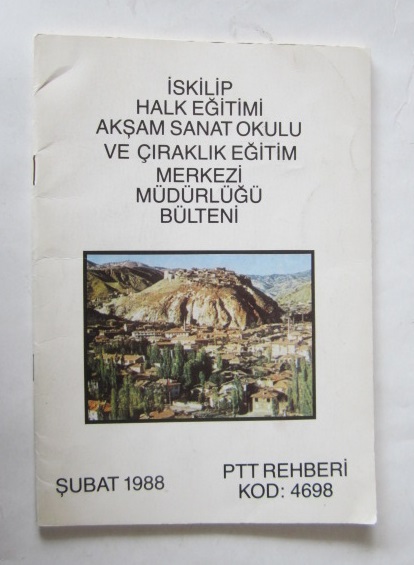 İSKİLİP
HALK EĞİTİMİ
AKŞAM SANAT OKULU
VE ÇIRAKLIK EĞİTİM
MERKEZİ
MÜDÜRLÜĞÜ
BÜLTENİ
ŞUBAT 1988
PTT REHBERİ
KOD: 4698